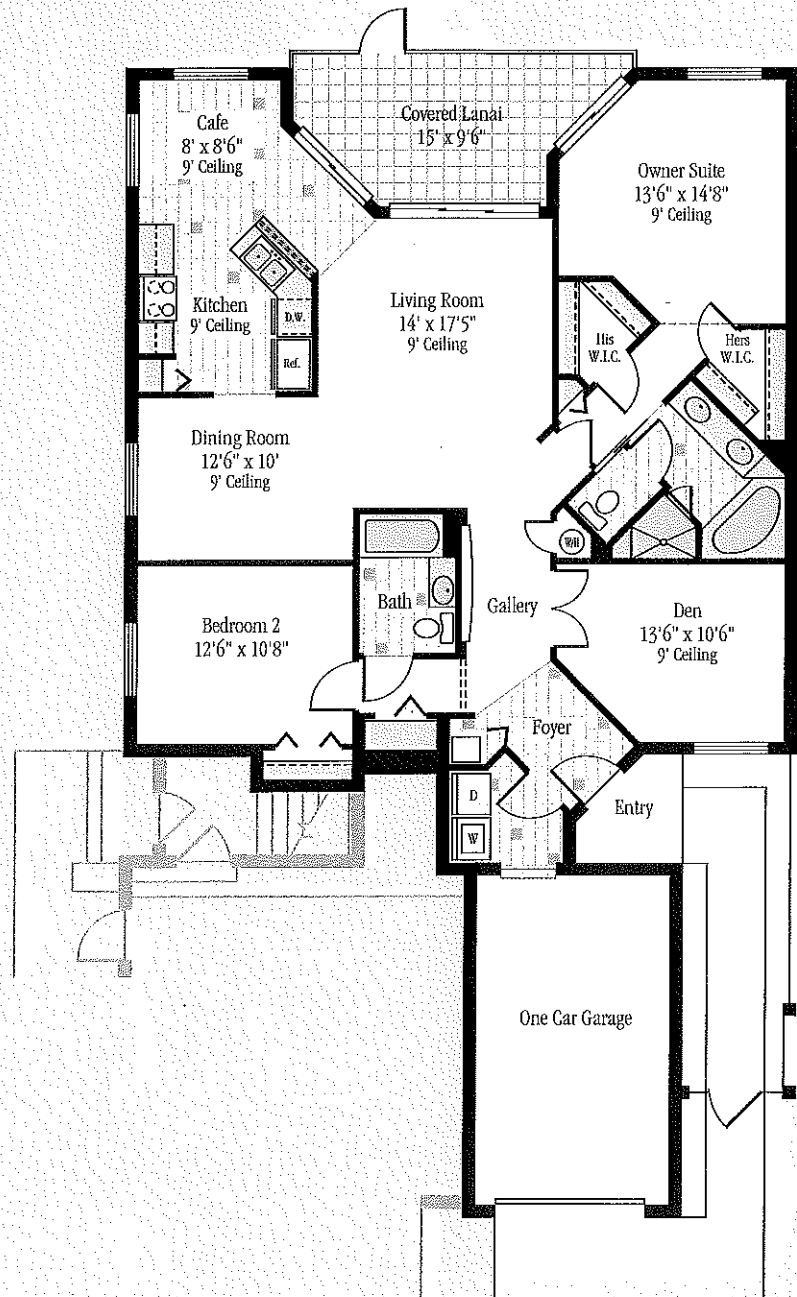 Covered Lanai
15' x 9'6"
Cafe
8' x 8'6"
9' Ceiling
Owner Suite
13'6" x 14'8"
9' Ceiling
Kitchen
9' Ceiling
D.W.
Ref.
Living Room
14' x 17'5"
9' Ceiling
His
W.I.C.
Hers
W.I.C.
Dining Room
12'6" x 10'
9' Ceiling
W/H
Bath
Gallery
Den
13'6" x 10'6"
9' Ceiling
Bedroom 2
12'6" x 10'8"
Foyer
D
W
Entry
One Car Garage